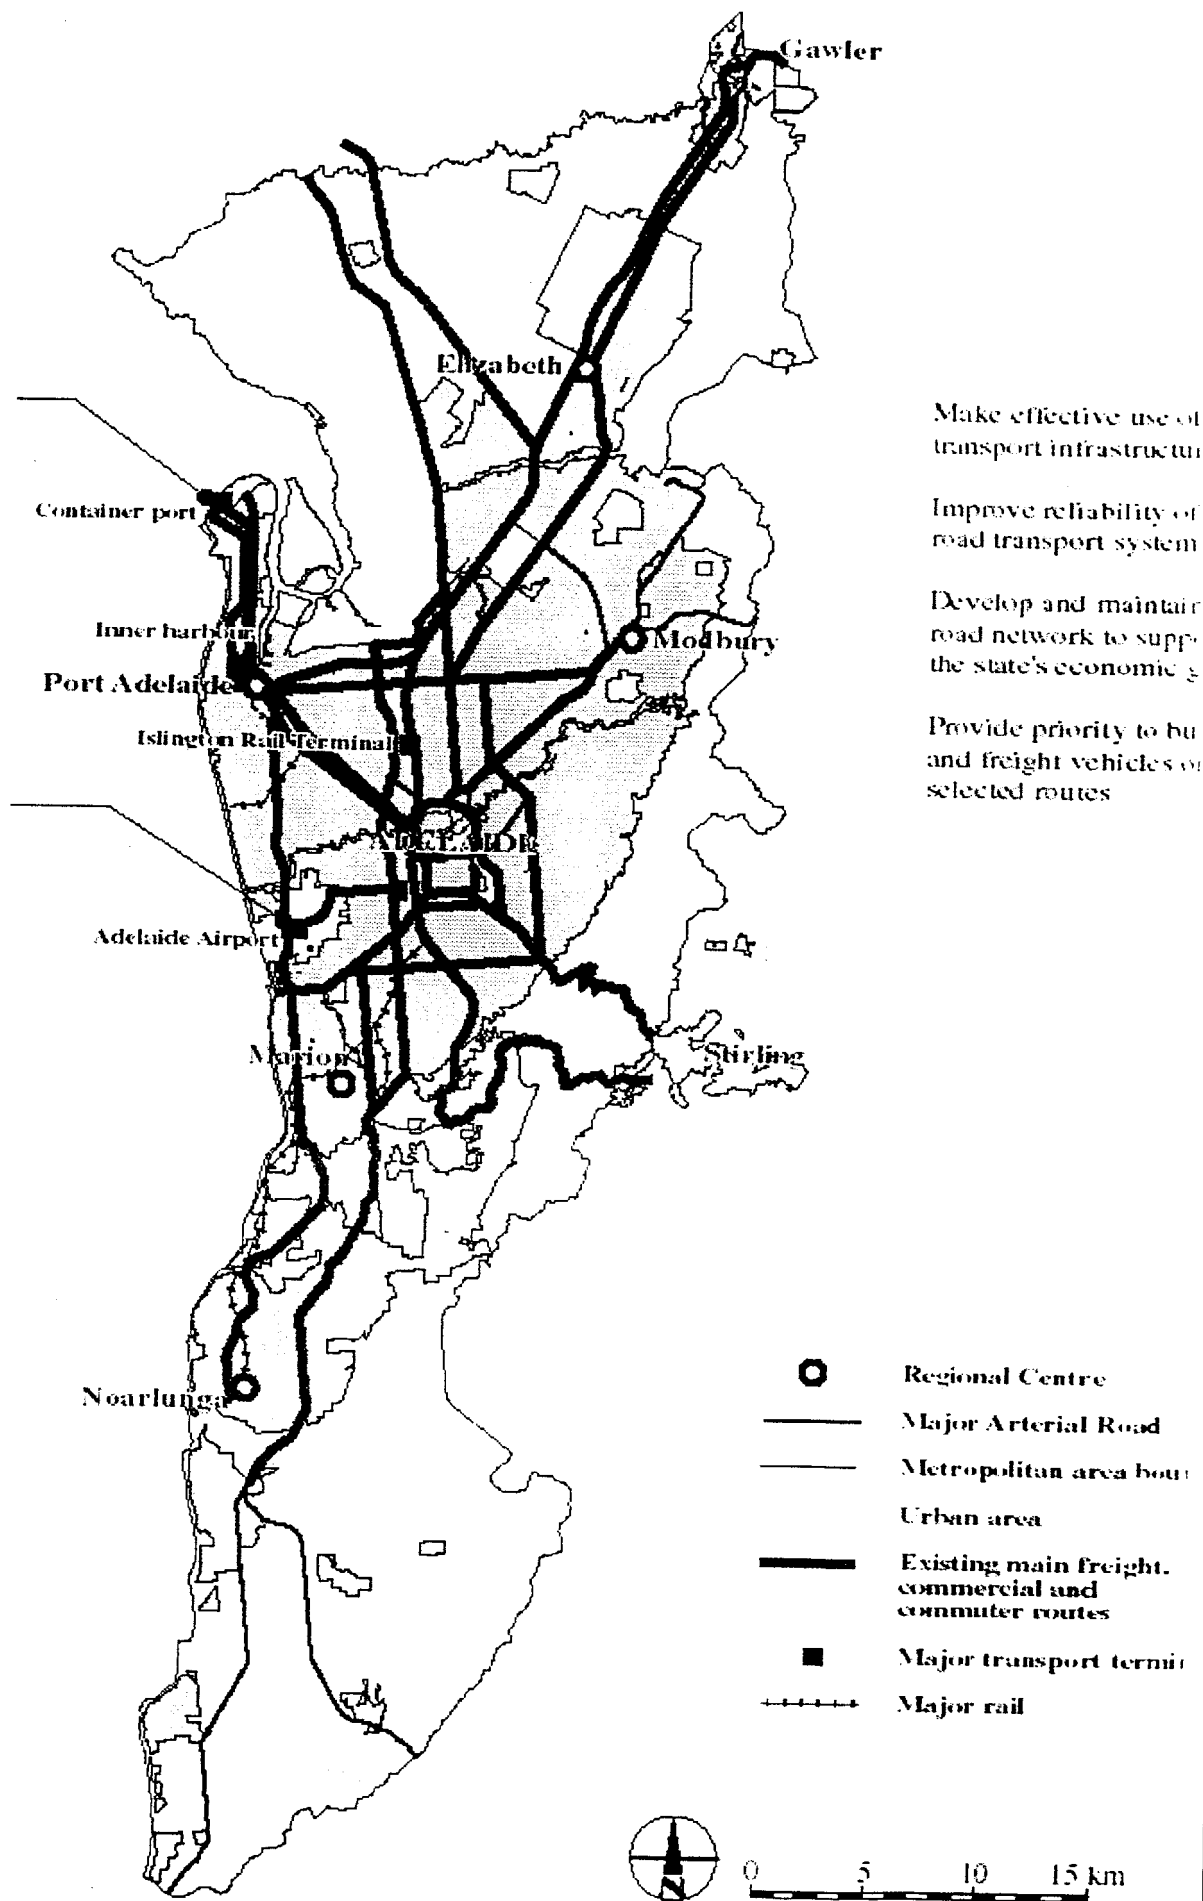 Gawler
Elizabeth
Make effective use of
transport infrastructu
Container port
Improve reliability of
road transport system
Develop and maintain
road network to supp
the state's economic g
Inner harbour
Modbury
Port Adelaide
Islington Rail Terminal
Provide priority to bu
and freight vehicles o
selected routes
ADELAIDE
Adelaide Airport
Marion
Stirling
Noarlunga
Regional Centre
Major Arterial Road
Metropolitan area bou
Urban area
Existing main freight,
commercial and
commuter routes
Major transport termi
Major rail
N
0 5 10 15 km